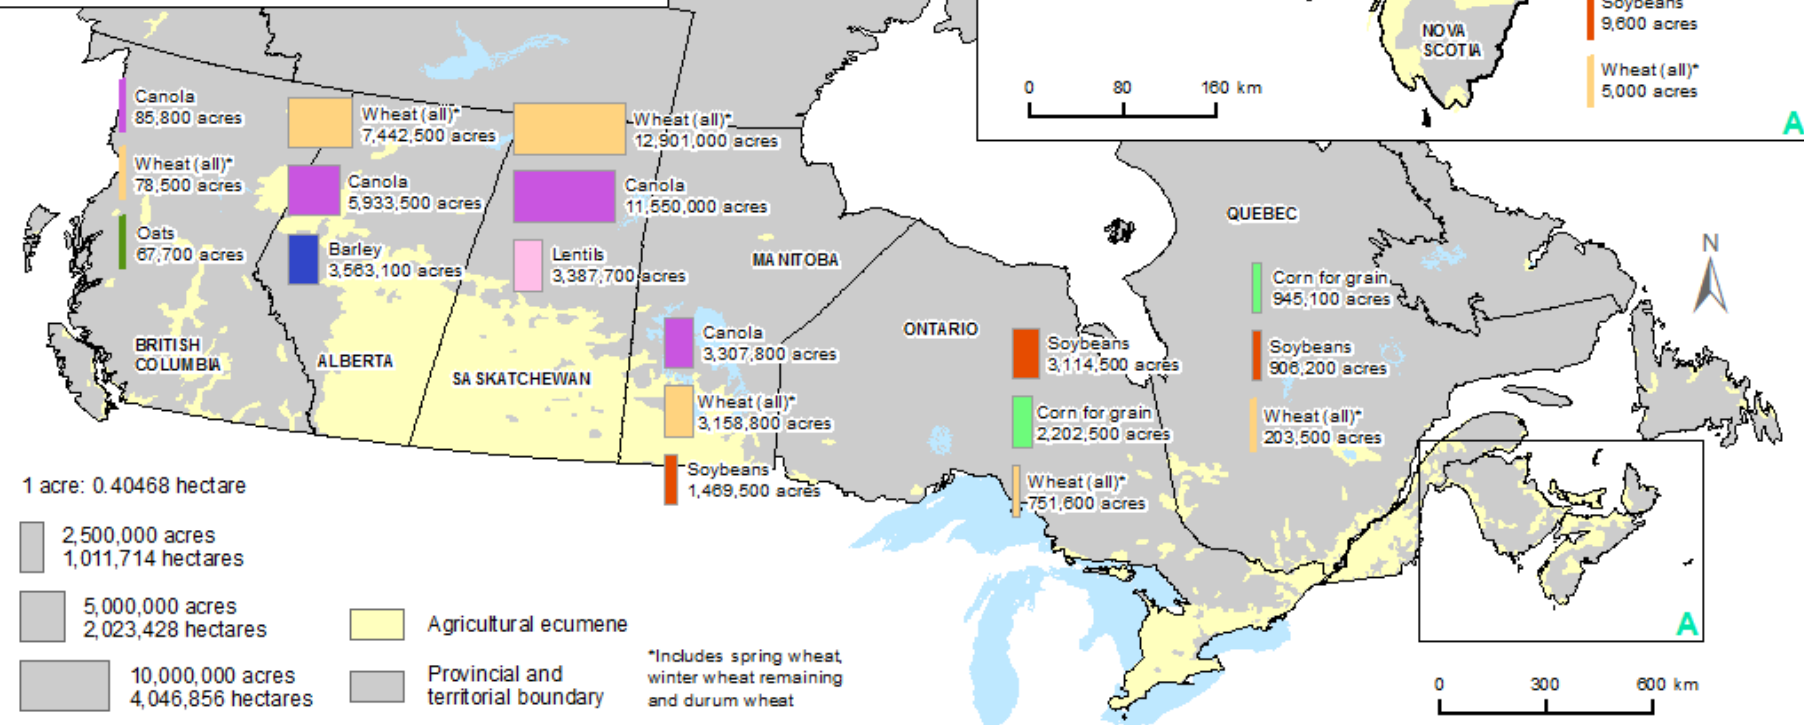 Soybeans
9,600 acres
NOVA
SCOTIA
Wheat (all)*
5,000 acres
0 80 160 km
A
Canola
85,800 acres
Wheat (all)*
78,500 acres
Oats
67,700 acres
BRITISH
COLUMBIA
Wheat (all)*
7,442,500 acres
Canola
5,933,500 acres
Barley
3,563,100 acres
ALBERTA
Wheat (all)*
12,901,000 acres
Canola
11,550,000 acres
Lentils
3,387,700 acres
SASKATCHEWAN
MANITOBA
Canola
3,307,800 acres
Wheat (all)*
3,158,800 acres
Soybeans
1,469,500 acres
ONTARIO
Soybeans
3,114,500 acres
Corn for grain
2,202,500 acres
Wheat (all)*
751,600 acres
QUEBEC
Corn for grain
945,100 acres
Soybeans
906,200 acres
Wheat (all)*
203,500 acres
N
A
1 acre: 0.40468 hectare
2,500,000 acres
1,011,714 hectares
5,000,000 acres
2,023,428 hectares
10,000,000 acres
4,046,856 hectares
Agricultural ecumene
Provincial and
territorial boundary
*Includes spring wheat,
winter wheat remaining
and durum wheat
0 300 600 km